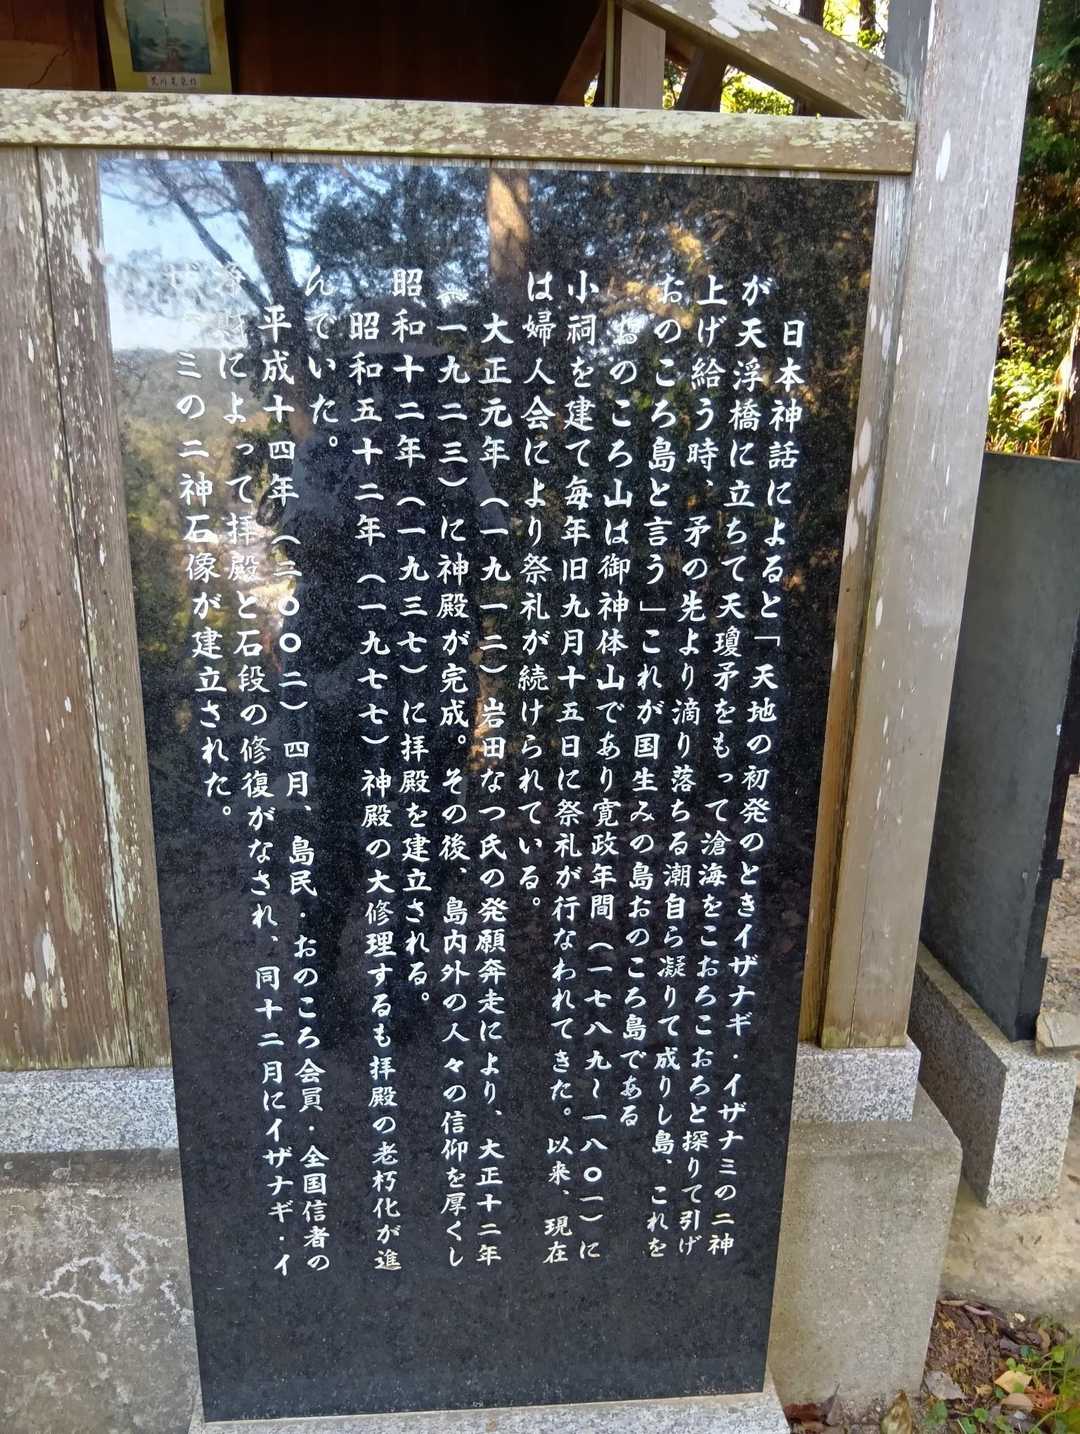 日本神話によると「天地の初発のときイザナギ・イザナミの二神
が天浮橋に立ちて天瓊矛をもって滄海をこおろこおろと探りて引げ
上げ給う時、矛の先より滴り落ちる潮自ら凝りて成りし島、これを
おのころ島と言う」これが国生みの島おのころ島である
のころ山は御神体山であり寛政年間(一七八九〜一八〇一)に
小祠を建て毎年旧九月十五日に祭礼が行なわれてきた。以来、現在
は婦人会により祭礼が続けられている。
大正元年(一九一二)岩田なつ氏の発願奔走により、大正十二年
(一九二三)に神殿が完成。その後、島内外の人々の信仰を厚くし
昭和十二年(一九三七)に拝殿を建立される。
昭和五十二年(一九七七)神殿の大修理するも拝殿の老朽化が進
んでいた。
平成十四年(二〇〇二)四月、島民・おのころ会員・全国信者の
によって拝殿と石段の修復がなされ、同十二月にイザナギ・イ
ザナミの二神石像が建立された。